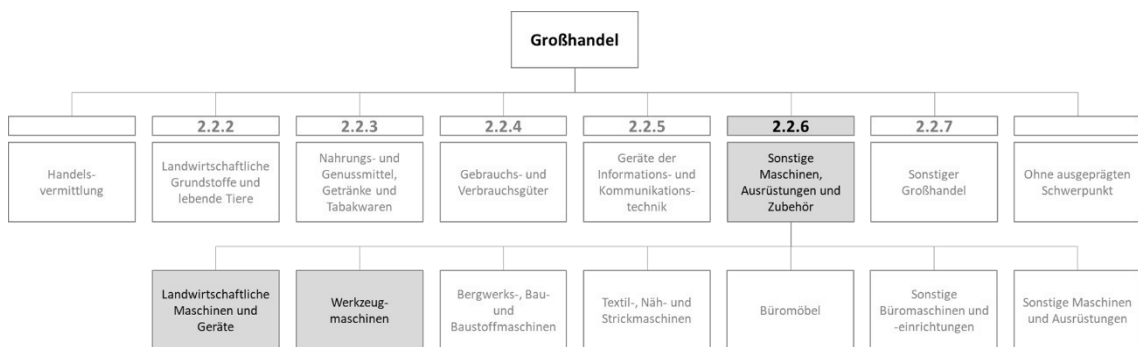 Großhandel
2.2.2
2.2.3
2.2.4
2.2.5
2.2.6
2.2.7
Handels-
vermittlung
Landwirtschaftliche
Grundstoffe und
lebende Tiere
Nahrungs- und
Genussmittel,
Getränke und
Tabakwaren
Gebrauchs- und
Verbrauchsgüter
Geräte der
Informations- und
Kommunikations-
technik
Sonstige
Maschinen,
Ausrüstungen und
Zubehör
Sonstiger
Großhandel
Ohne ausgeprägten
Schwerpunkt
Landwirtschaftliche
Maschinen und
Geräte
Werkzeug-
maschinen
Bergwerks-, Bau-
und
Baustoffmaschinen
Textil-, Näh- und
Strickmaschinen
Büromöbel
Sonstige
Büromaschinen und
-einrichtungen
Sonstige Maschinen
und Ausrüstungen